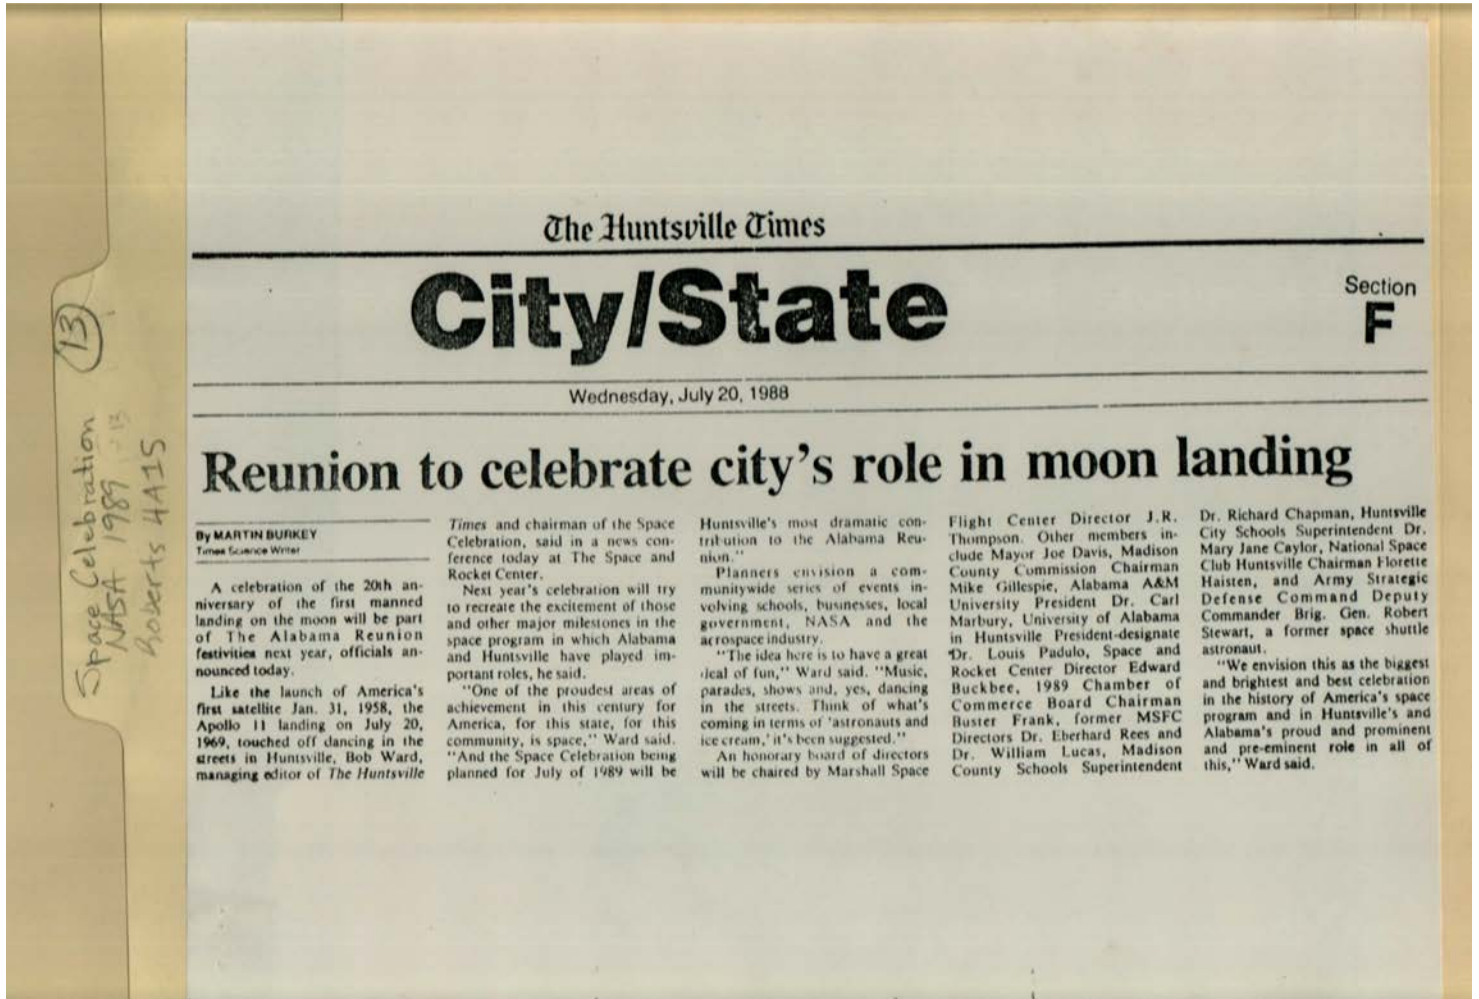 The Huntsville Times
City/State
Section
F
Wednesday, July 20, 1988
Reunion to celebrate city's role in moon landing
By MARTIN BURKEY
Times Science Writer
A celebration of the 20th an-
niversary of the first manned
landing on the moon will be part
of The Alabama Reunion
festivities next year, officials an-
nounced today.
Like the launch of America's
first satellite Jan. 31, 1958, the
Apollo 11 landing on July 20,
1969, touched off dancing in the
streets in Huntsville, Bob Ward,
managing editor of The Huntsville
Times and chairman of the Space
Celebration, said in a news con-
ference today at The Space and
Rocket Center.
Next year's celebration will try
to recreate the excitement of those
and other major milestones in the
space program in which Alabama
and Huntsville have played im-
portant roles, he said.
"One of the proudest areas of
achievement in this century for
America, for this state, for this
community, is space," Ward said.
"And the Space Celebration being
planned for July of 1989 will be
Huntsville's most dramatic con-
tribution to the Alabama Reu-
nion."
Planners envision a com-
munitywide series of events in-
volving schools, businesses, local
government, NASA and the
aerospace industry.
"The idea here is to have a great
deal of fun," Ward said. "Music,
parades, shows and, yes, dancing
in the streets. Think of what's
coming in terms of 'astronauts and
ice cream,' it's been suggested."
An honorary board of directors
will be chaired by Marshall Space
Flight Center Director J.R.
Thompson. Other members in-
clude Mayor Joe Davis, Madison
County Commission Chairman
Mike Gillespie, Alabama A&M
University President Dr. Carl
Marbury, University of Alabama
in Huntsville President-designate
Dr. Louis Padulo, Space and
Rocket Center Director Edward
Buckbee, 1989 Chamber of
Commerce Board Chairman
Buster Frank, former MSFC
Directors Dr. Eberhard Rees and
Dr. William Lucas, Madison
County Schools Superintendent
Dr. Richard Chapman, Huntsville
City Schools Superintendent Dr.
Mary Jane Caylor, National Space
Club Huntsville Chairman Florette
Haisten, and Army Strategic
Defense Command Deputy
Commander Brig. Gen. Robert
Stewart, a former space shuttle
astronaut.
"We envision this as the biggest
and brightest and best celebration
in the history of America's space
program and in Huntsville's and
Alabama's proud and prominent
and pre-eminent role in all of
this," Ward said.
Space Celebration 13
NASA 1989
Roberts 4A15